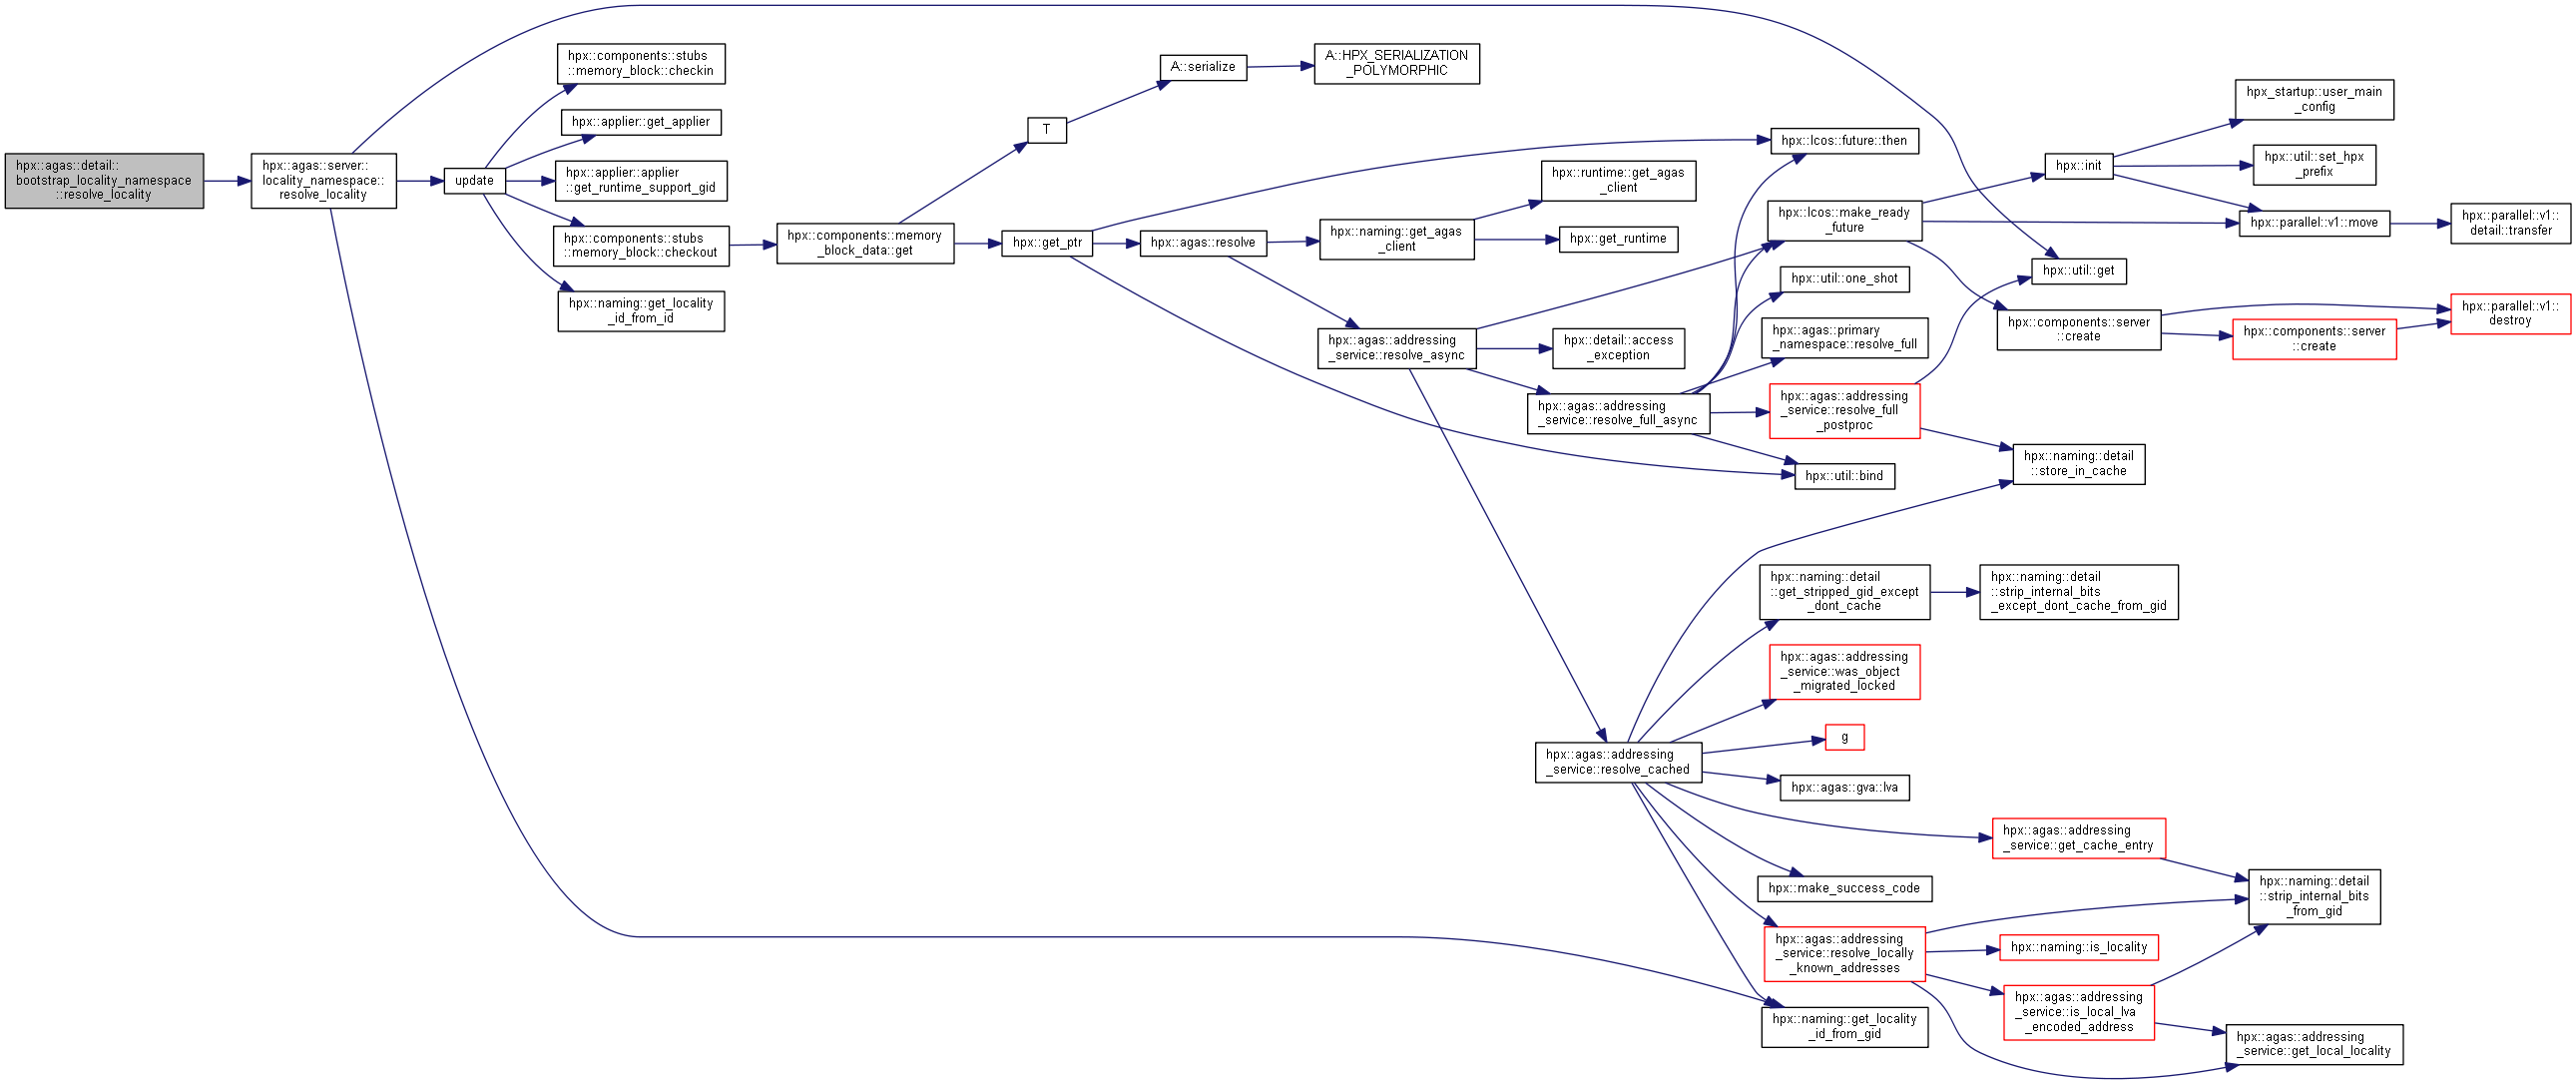 hpx::agas::detail::
bootstrap_locality_namespace
::resolve_locality
hpx::agas::server::
locality_namespace::
resolve_locality
update
hpx::components::stubs
::memory_block::checkin
hpx::applier::get_applier
hpx::applier::applier
::get_runtime_support_gid
hpx::components::stubs
::memory_block::checkout
hpx::naming::get_locality
_id_from_id
hpx::components::memory
_block_data::get
T
A::serialize
A::HPX_SERIALIZATION
_POLYMORPHIC
hpx::get_ptr
hpx::agas::resolve
hpx::naming::get_agas
_client
hpx::runtime::get_agas
_client
hpx::get_runtime
hpx::agas::addressing
_service::resolve_async
hpx::detail::access
_exception
hpx::agas::addressing
_service::resolve_full_async
hpx::agas::addressing
_service::resolve_cached
hpx::lcos::future::then
hpx::lcos::make_ready
_future
hpx::util::one_shot
hpx::agas::primary
_namespace::resolve_full
hpx::agas::addressing
_service::resolve_full
_postproc
hpx::util::bind
hpx::init
hpx_startup::user_main
_config
hpx::util::set_hpx
_prefix
hpx::parallel::v1::move
hpx::parallel::v1::
detail::transfer
hpx::util::get
hpx::components::server
::create
hpx::components::server
::create
hpx::parallel::v1::
destroy
hpx::naming::detail
::store_in_cache
hpx::naming::detail
::get_stripped_gid_except
_dont_cache
hpx::naming::detail
::strip_internal_bits
_except_dont_cache_from_gid
hpx::agas::addressing
_service::was_object
_migrated_locked
g
hpx::agas::gva::lva
hpx::agas::addressing
_service::get_cache_entry
hpx::make_success_code
hpx::naming::detail
::strip_internal_bits
_from_gid
hpx::agas::addressing
_service::resolve_locally
_known_addresses
hpx::naming::is_locality
hpx::agas::addressing
_service::is_local_lva
_encoded_address
hpx::naming::get_locality
_id_from_gid
hpx::agas::addressing
_service::get_local_locality